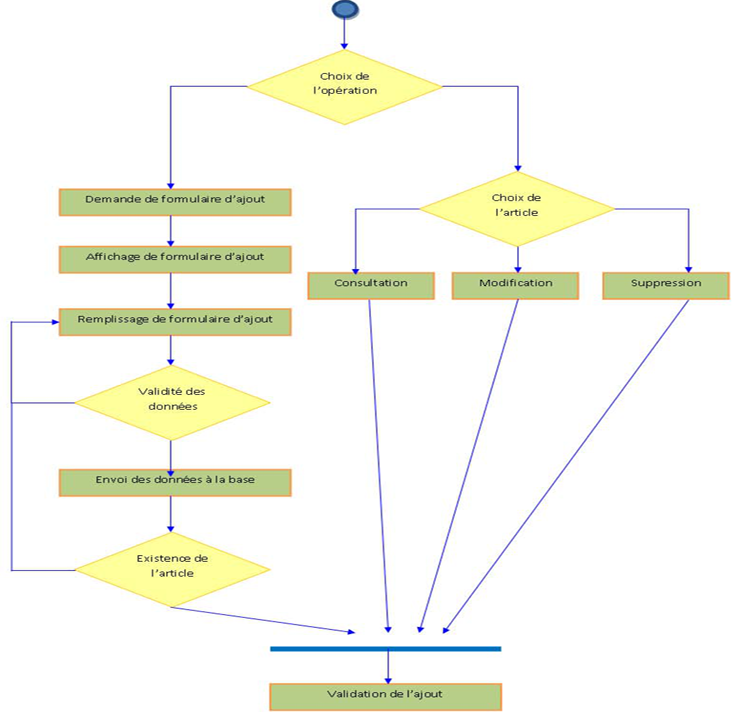 Choix de
l'opération
Demande de formulaire d'ajout
Affichage de formulaire d'ajout
Remplissage de formulaire d'ajout
Validité des
données
Envoi des données à la base
Existence de
l'article
Choix de
l'article
Consultation
Modification
Suppression
Validation de l'ajout